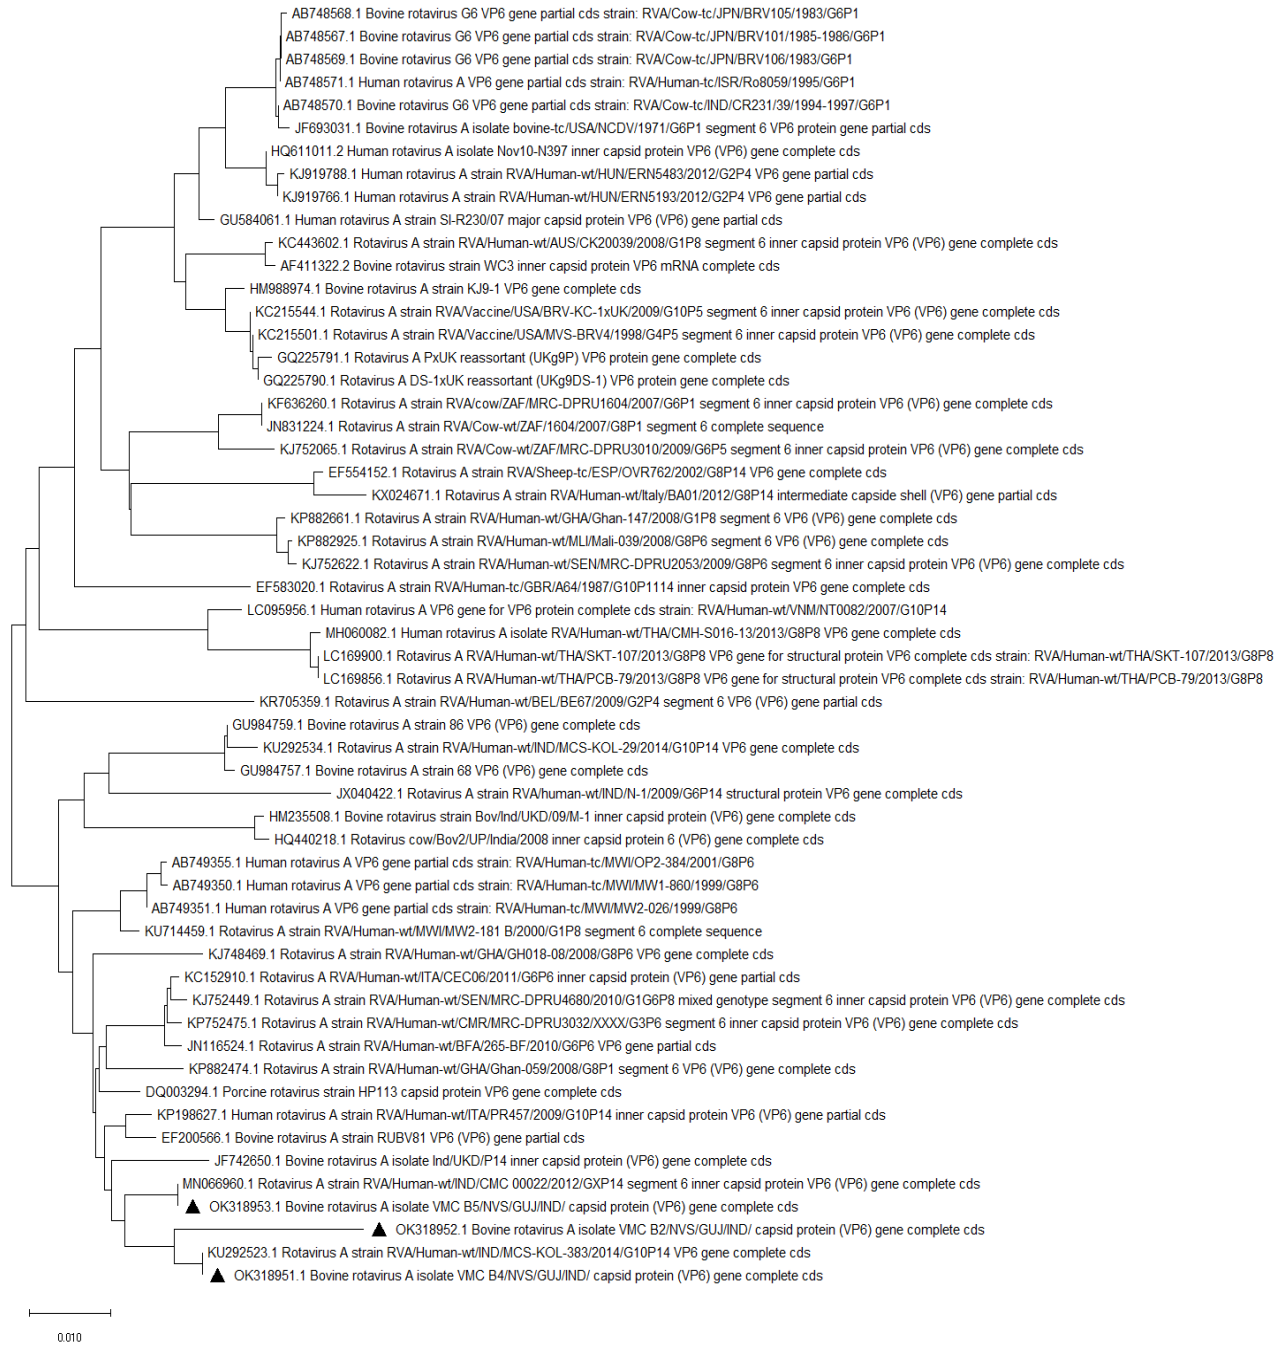 AB748568.1 Bovine rotavirus G6 VP6 gene partial cds strain: RVA/Cow-tc/JPN/BRV105/1983/G6P1
AB748567.1 Bovine rotavirus G6 VP6 gene partial cds strain: RVA/Cow-tc/JPN/BRV101/1985-1986/G6P1
AB748569.1 Bovine rotavirus G6 VP6 gene partial cds strain: RVA/Cow-tc/JPN/BRV106/1983/G6P1
AB748571.1 Human rotavirus A VP6 gene partial cds strain: RVA/Human-tc/ISR/Ro8059/1995/G6P1
AB748570.1 Bovine rotavirus G6 VP6 gene partial cds strain: RVA/Cow-tc/IND/CR231/39/1994-1997/G6P1
JF693031.1 Bovine rotavirus A isolate bovine-tc/USA/NCDV/1971/G6P1 segment 6 VP6 protein gene partial cds
HQ611011.2 Human rotavirus A isolate Nov10-N397 inner capsid protein VP6 (VP6) gene complete cds
KJ919788.1 Human rotavirus A strain RVA/Human-wt/HUN/ERN5483/2012/G2P4 VP6 gene partial cds
KJ919766.1 Human rotavirus A strain RVA/Human-wt/HUN/ERN5193/2012/G2P4 VP6 gene partial cds
GU584061.1 Human rotavirus A strain SI-R230/07 major capsid protein VP6 (VP6) gene partial cds
KC443602.1 Rotavirus A strain RVA/Human-wt/AUS/CK20039/2008/G1P8 segment 6 inner capsid protein VP6 (VP6) gene complete cds
AF411322.2 Bovine rotavirus strain WC3 inner capsid protein VP6 mRNA complete cds
HM988974.1 Bovine rotavirus A strain KJ9-1 VP6 gene complete cds
KC215544.1 Rotavirus A strain RVA/Vaccine/USA/BRV-KC-1xUK/2009/G10P5 segment 6 inner capsid protein VP6 (VP6) gene complete cds
KC215501.1 Rotavirus A strain RVA/Vaccine/USA/MVS-BRV4/1998/G4P5 segment 6 inner capsid protein VP6 (VP6) gene complete cds
GQ225791.1 Rotavirus A PxUK reassortant (UKg9P) VP6 protein gene complete cds
GQ225790.1 Rotavirus A DS-1xUK reassortant (UKg9DS-1) VP6 protein gene complete cds
KF636260.1 Rotavirus A strain RVA/cow/ZAF/MRC-DPRU1604/2007/G6P1 segment 6 inner capsid protein VP6 (VP6) gene complete cds
JN831224.1 Rotavirus A strain RVA/Cow-wt/ZAF/1604/2007/G8P1 segment 6 complete sequence
KJ752065.1 Rotavirus A strain RVA/Cow-wt/ZAF/MRC-DPRU3010/2009/G6P5 segment 6 inner capsid protein VP6 (VP6) gene complete cds
EF554152.1 Rotavirus A strain RVA/Sheep-tc/ESP/OVR762/2002/G8P14 VP6 gene complete cds
KX024671.1 Rotavirus A strain RVA/Human-wt/Italy/BA01/2012/G8P14 intermediate capside shell (VP6) gene partial cds
KP882661.1 Rotavirus A strain RVA/Human-wt/GHA/Ghan-147/2008/G1P8 segment 6 VP6 (VP6) gene complete cds
KP882925.1 Rotavirus A strain RVA/Human-wt/MLI/Mali-039/2008/G8P6 segment 6 VP6 (VP6) gene complete cds
KJ752622.1 Rotavirus A strain RVA/Human-wt/SEN/MRC-DPRU2053/2009/G8P6 segment 6 inner capsid protein VP6 (VP6) gene complete cds
EF583020.1 Rotavirus A strain RVA/Human-tc/GBR/A64/1987/G10P1114 inner capsid protein VP6 gene complete cds
LC095956.1 Human rotavirus A VP6 gene for VP6 protein complete cds strain: RVA/Human-wt/VNM/NT0082/2007/G10P14
MH060082.1 Human rotavirus A isolate RVA/Human-wt/THA/CMH-S016-13/2013/G8P8 VP6 gene complete cds
LC169900.1 Rotavirus A RVA/Human-wt/THA/SKT-107/2013/G8P8 VP6 gene for structural protein VP6 complete cds strain: RVA/Human-wt/THA/SKT-107/2013/G8P8
LC169856.1 Rotavirus A RVA/Human-wt/THA/PCB-79/2013/G8P8 VP6 gene for structural protein VP6 complete cds strain: RVA/Human-wt/THA/PCB-79/2013/G8P8
KR705359.1 Rotavirus A strain RVA/Human-wt/BEL/BE67/2009/G2P4 segment 6 VP6 (VP6) gene partial cds
GU984759.1 Bovine rotavirus A strain 86 VP6 (VP6) gene complete cds
KU292534.1 Rotavirus A strain RVA/Human-wt/IND/MCS-KOL-29/2014/G10P14 VP6 gene complete cds
GU984757.1 Bovine rotavirus A strain 68 VP6 (VP6) gene complete cds
JX040422.1 Rotavirus A strain RVA/human-wt/IND/N-1/2009/G6P14 structural protein VP6 gene complete cds
HM235508.1 Bovine rotavirus strain Bov/Ind/UKD/09/M-1 inner capsid protein (VP6) gene complete cds
HQ440218.1 Rotavirus cow/Bov2/UP/India/2008 inner capsid protein 6 (VP6) gene complete cds
AB749355.1 Human rotavirus A VP6 gene partial cds strain: RVA/Human-tc/MWI/OP2-384/2001/G8P6
AB749350.1 Human rotavirus A VP6 gene partial cds strain: RVA/Human-tc/MWI/MW1-860/1999/G8P6
AB749351.1 Human rotavirus A VP6 gene partial cds strain: RVA/Human-tc/MWI/MW2-026/1999/G8P6
KU714459.1 Rotavirus A strain RVA/Human-wt/MWI/MW2-181 B/2000/G1P8 segment 6 complete sequence
KJ748469.1 Rotavirus A strain RVA/Human-wt/GHA/GH018-08/2008/G8P6 VP6 gene complete cds
KC152910.1 Rotavirus A RVA/Human-wt/ITA/CEC06/2011/G6P6 inner capsid protein (VP6) gene partial cds
KJ752449.1 Rotavirus A strain RVA/Human-wt/SEN/MRC-DPRU4680/2010/G1G6P8 mixed genotype segment 6 inner capsid protein VP6 (VP6) gene complete cds
KP752475.1 Rotavirus A strain RVA/Human-wt/CMR/MRC-DPRU3032/XXXX/G3P6 segment 6 inner capsid protein VP6 (VP6) gene complete cds
JN116524.1 Rotavirus A strain RVA/Human-wt/BFA/265-BF/2010/G6P6 VP6 gene partial cds
KP882474.1 Rotavirus A strain RVA/Human-wt/GHA/Ghan-059/2008/G8P1 segment 6 VP6 (VP6) gene complete cds
DQ003294.1 Porcine rotavirus strain HP113 capsid protein VP6 gene complete cds
KP198627.1 Human rotavirus A strain RVA/Human-wt/ITA/PR457/2009/G10P14 inner capsid protein VP6 (VP6) gene partial cds
EF200566.1 Bovine rotavirus A strain RUBV81 VP6 (VP6) gene partial cds
JF742650.1 Bovine rotavirus A isolate Ind/UKD/P14 inner capsid protein (VP6) gene complete cds
MN066960.1 Rotavirus A strain RVA/Human-wt/IND/CMC 00022/2012/GXP14 segment 6 inner capsid protein VP6 (VP6) gene complete cds
OK318953.1 Bovine rotavirus A isolate VMC B5/NVS/GUJ/IND/ capsid protein (VP6) gene complete cds
OK318952.1 Bovine rotavirus A isolate VMC B2/NVS/GUJ/IND/ capsid protein (VP6) gene complete cds
KU292523.1 Rotavirus A strain RVA/Human-wt/IND/MCS-KOL-383/2014/G10P14 VP6 gene complete cds
OK318951.1 Bovine rotavirus A isolate VMC B4/NVS/GUJ/IND/ capsid protein (VP6) gene complete cds
0.010